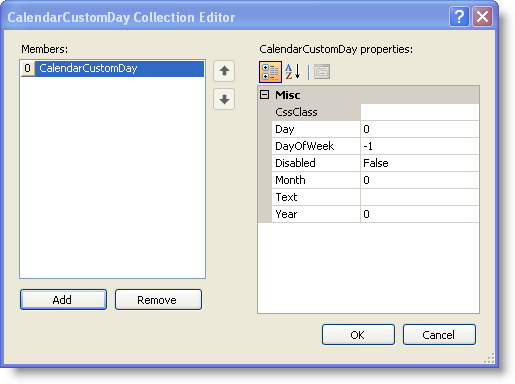 CalendarCustomDay Collection Editor
Members:
0 CalendarCustomDay
Add Remove
CalendarCustomDay properties:
Misc
CssClass
Day 0
DayOfWeek -1
Disabled False
Month 0
Text
Year 0
OK Cancel